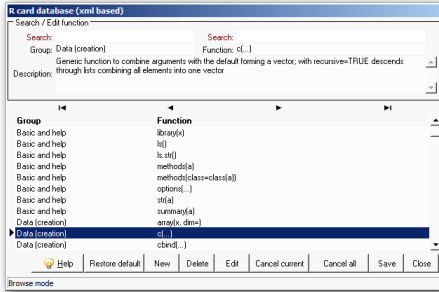 R card database (xml based)
Search / Edit function
Search: Search:
Group: Data (creation) Function: c(...)
Description: Generic function to combine arguments with the default forming a vector; with recursive=TRUE descends
through lists combining all elements into one vector
Group Function
Basic and help library(x)
Basic and help ls()
Basic and help ls.str()
Basic and help methods(a)
Basic and help methods(class=class(a))
Basic and help options(...)
Basic and help str(a)
Basic and help summary(a)
Data (creation) array(x, dim=)
Data (creation) c(...)
Data (creation) cbind(...)
Help Restore default New Delete Edit Cancel current Cancel all Save Close
Browse mode